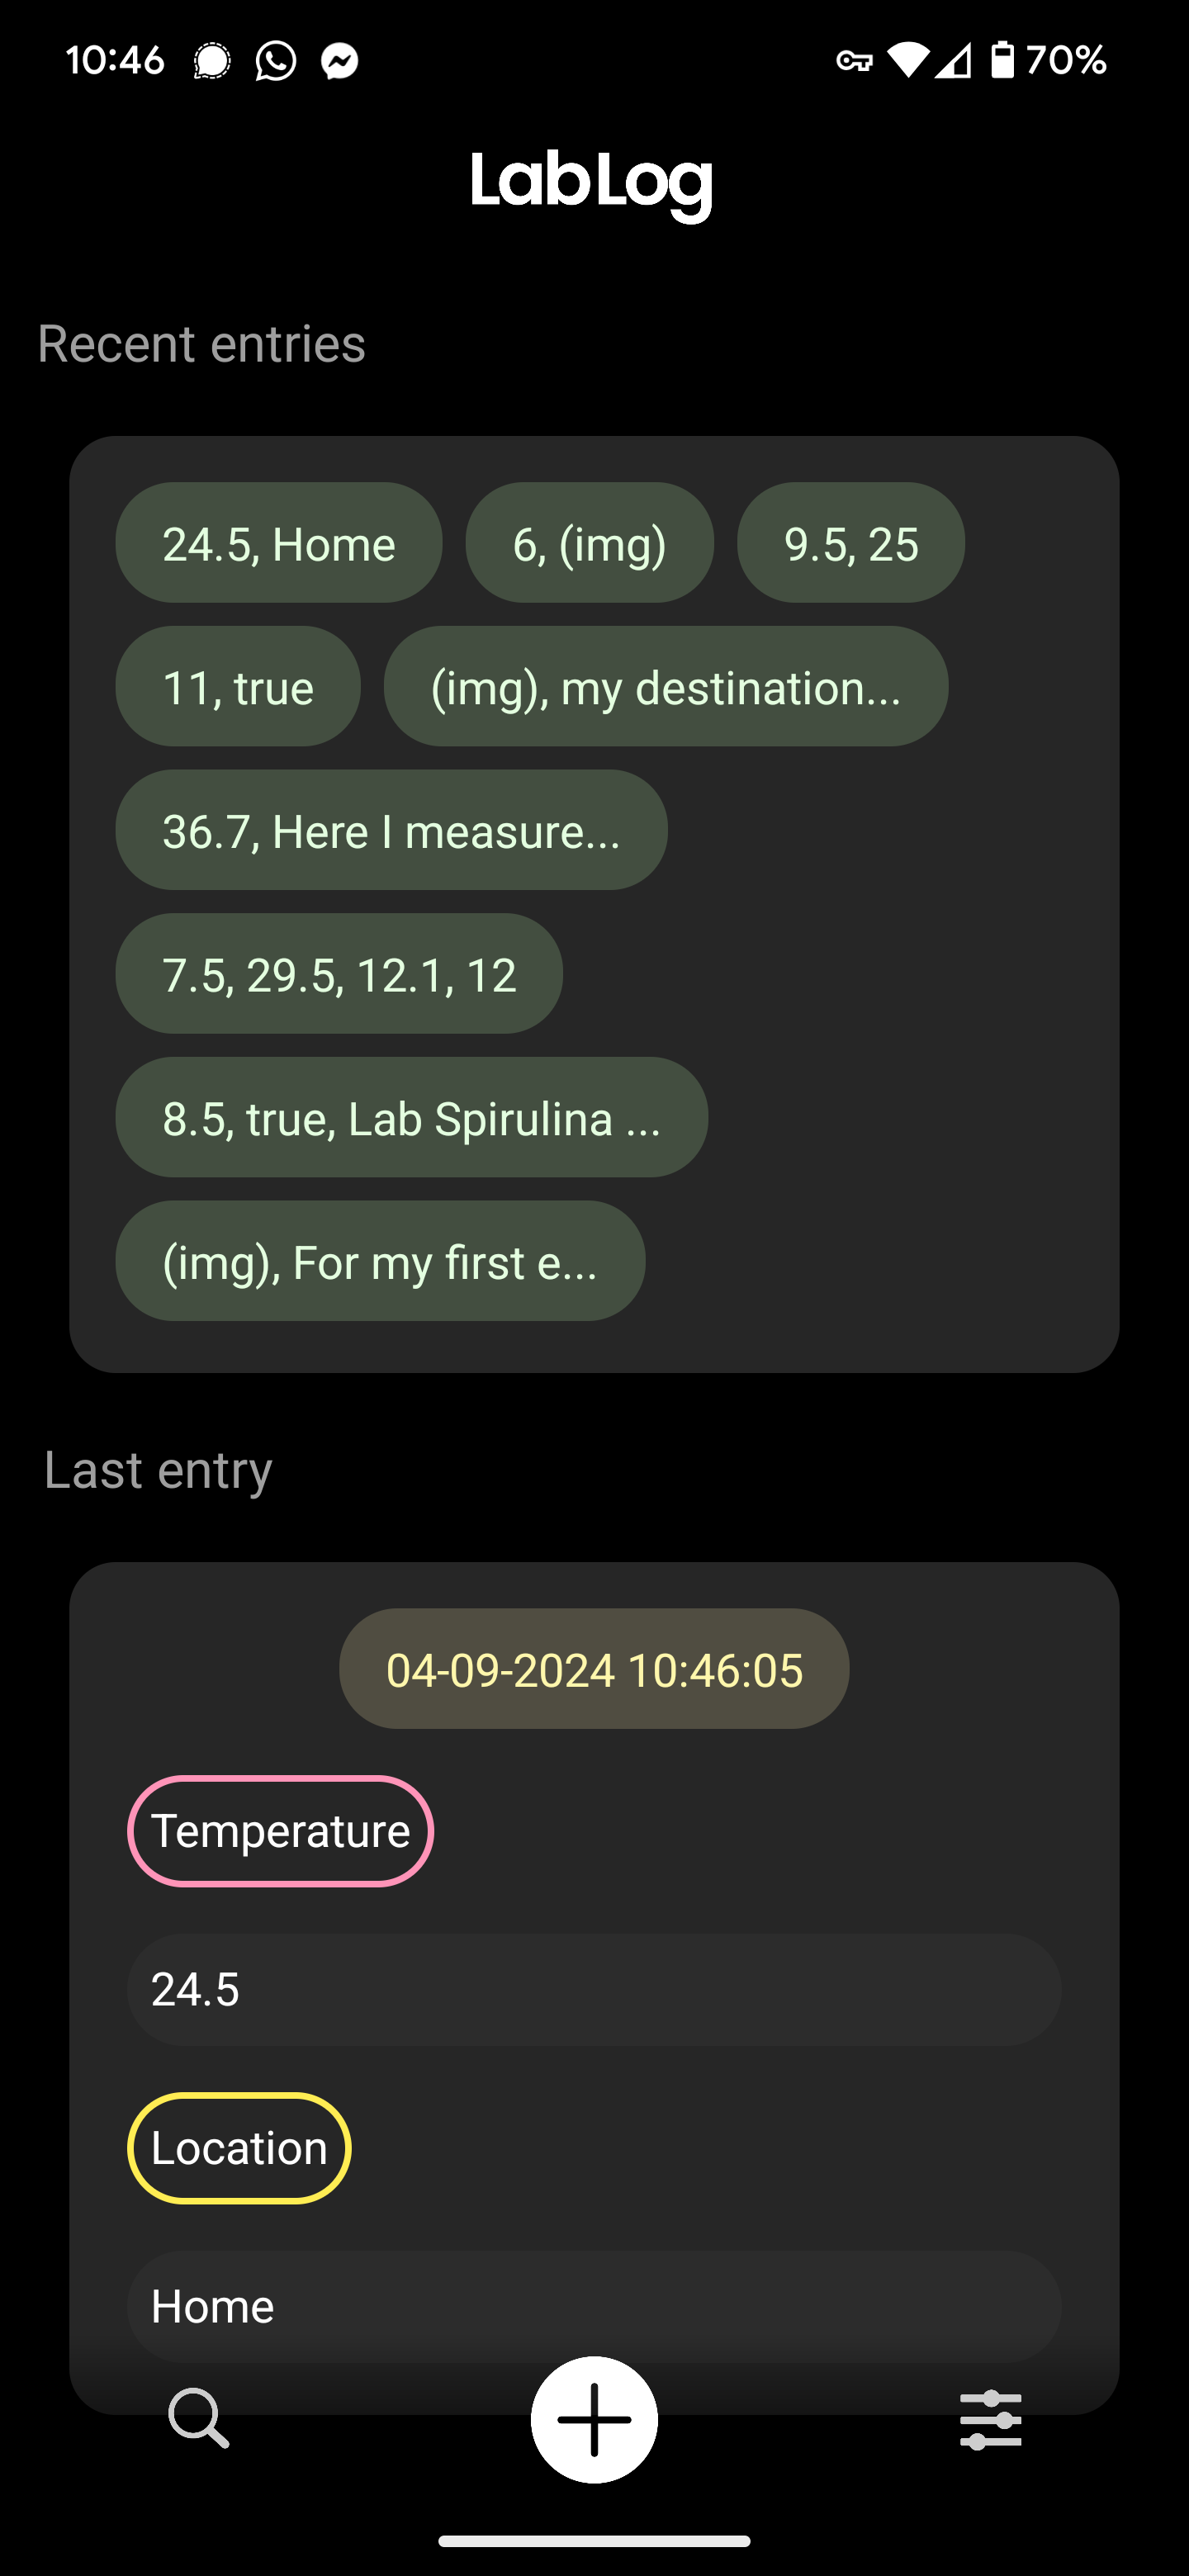 10:46 70%
LabLog
Recent entries
24.5, Home 6, (img) 9.5, 25
11, true (img), my destination...
36.7, Here I measure...
7.5, 29.5, 12.1, 12
8.5, true, Lab Spirulina ...
(img), For my first e...
Last entry
04-09-2024 10:46:05
Temperature
24.5
Location
Home